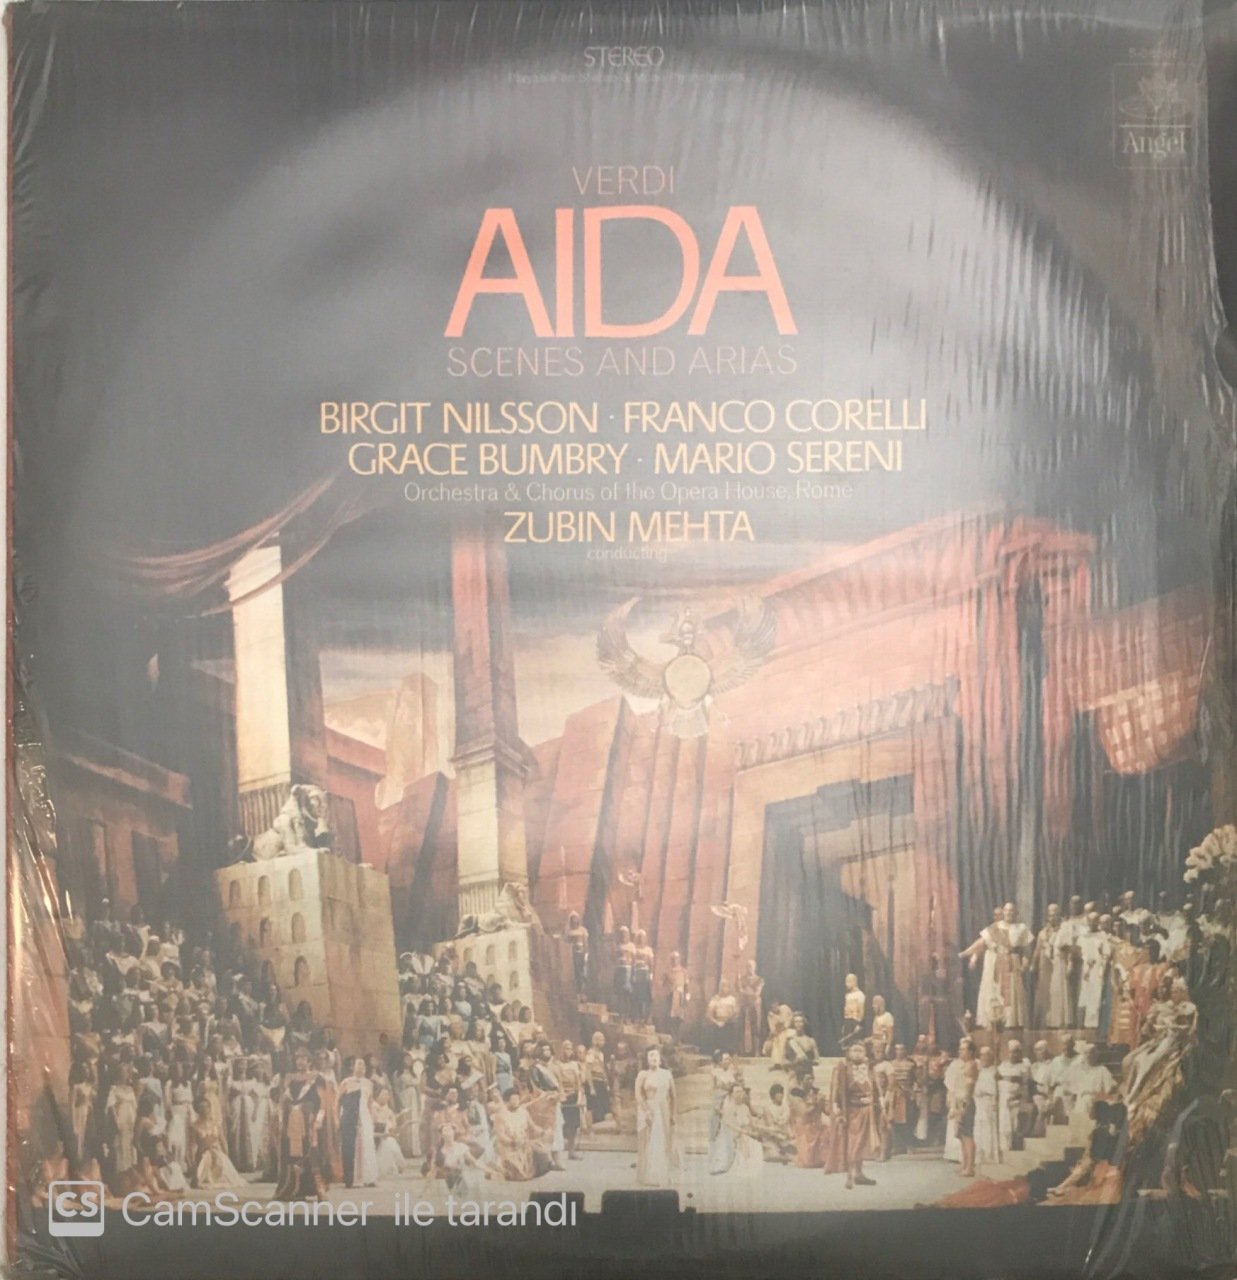 STEREO
Angel
VERDI
AIDA
SCENES AND ARIAS
BIRGIT NILSSON · FRANCO CORELLI
GRACE BUMBRY · MARIO SERENI
Orchestra & Chorus of the Opera House, Rome
ZUBIN MEHTA
conducting
CS CamScanner ile tarandı